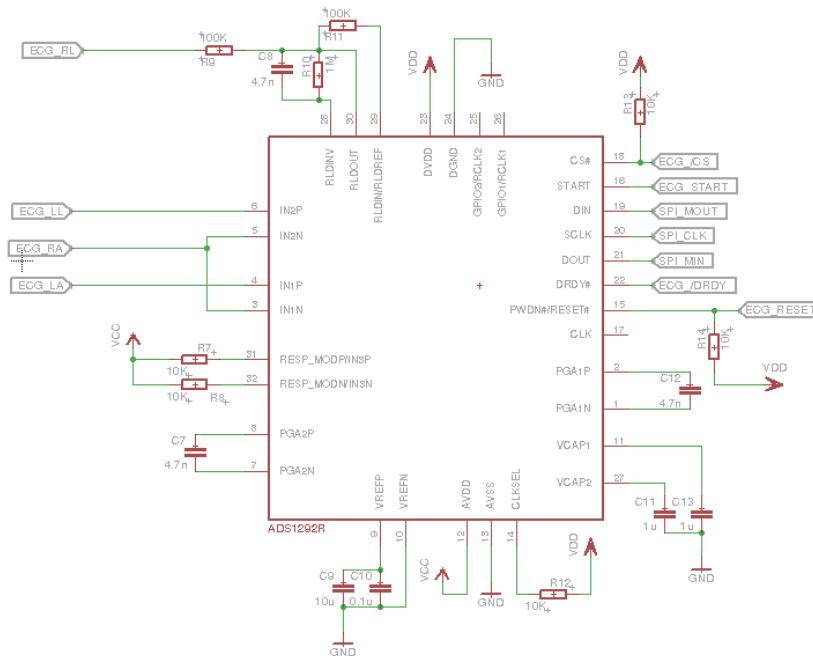 100K
R11
ECG_RL
100K
R9
C8
4.7n
R10
1M
VDD
GND
VDD
R13
10K
28
30
29
23
24
25
26
RLDINV
RLDOUT
RLDIN/RLDREF
DVDD
DGND
GPIO2/RCLK2
GPIO1/RCLK1
CS#
18
ECG_/CS
START
16
ECG_START
ECG_LL
6
IN2P
DIN
19
SPI_MOUT
5
IN2N
SCLK
20
SPI_CLK
ECG_RA
DOUT
21
SPI_MIN
ECG_LA
4
IN1P
DRDY#
22
ECG_/DRDY
3
IN1N
PWDN#/RESET#
15
ECG_RESET
VCC
CLK
17
R14
10K
R7
31
RESP_MODP/IN3P
10K
PGA1P
2
VDD
32
RESP_MODN/IN3N
10K
R8
C12
4.7n
PGA1N
1
8
PGA2P
C7
4.7n
VCAP1
11
7
PGA2N
VCAP2
27
C11
1u
C13
1u
VREFP
VREFN
AVDD
AVSS
CLKSEL
ADS1292R
9
10
12
13
14
VDD
VCC
C9
10u
C10
0.1u
GND
R12
10K
GND
GND